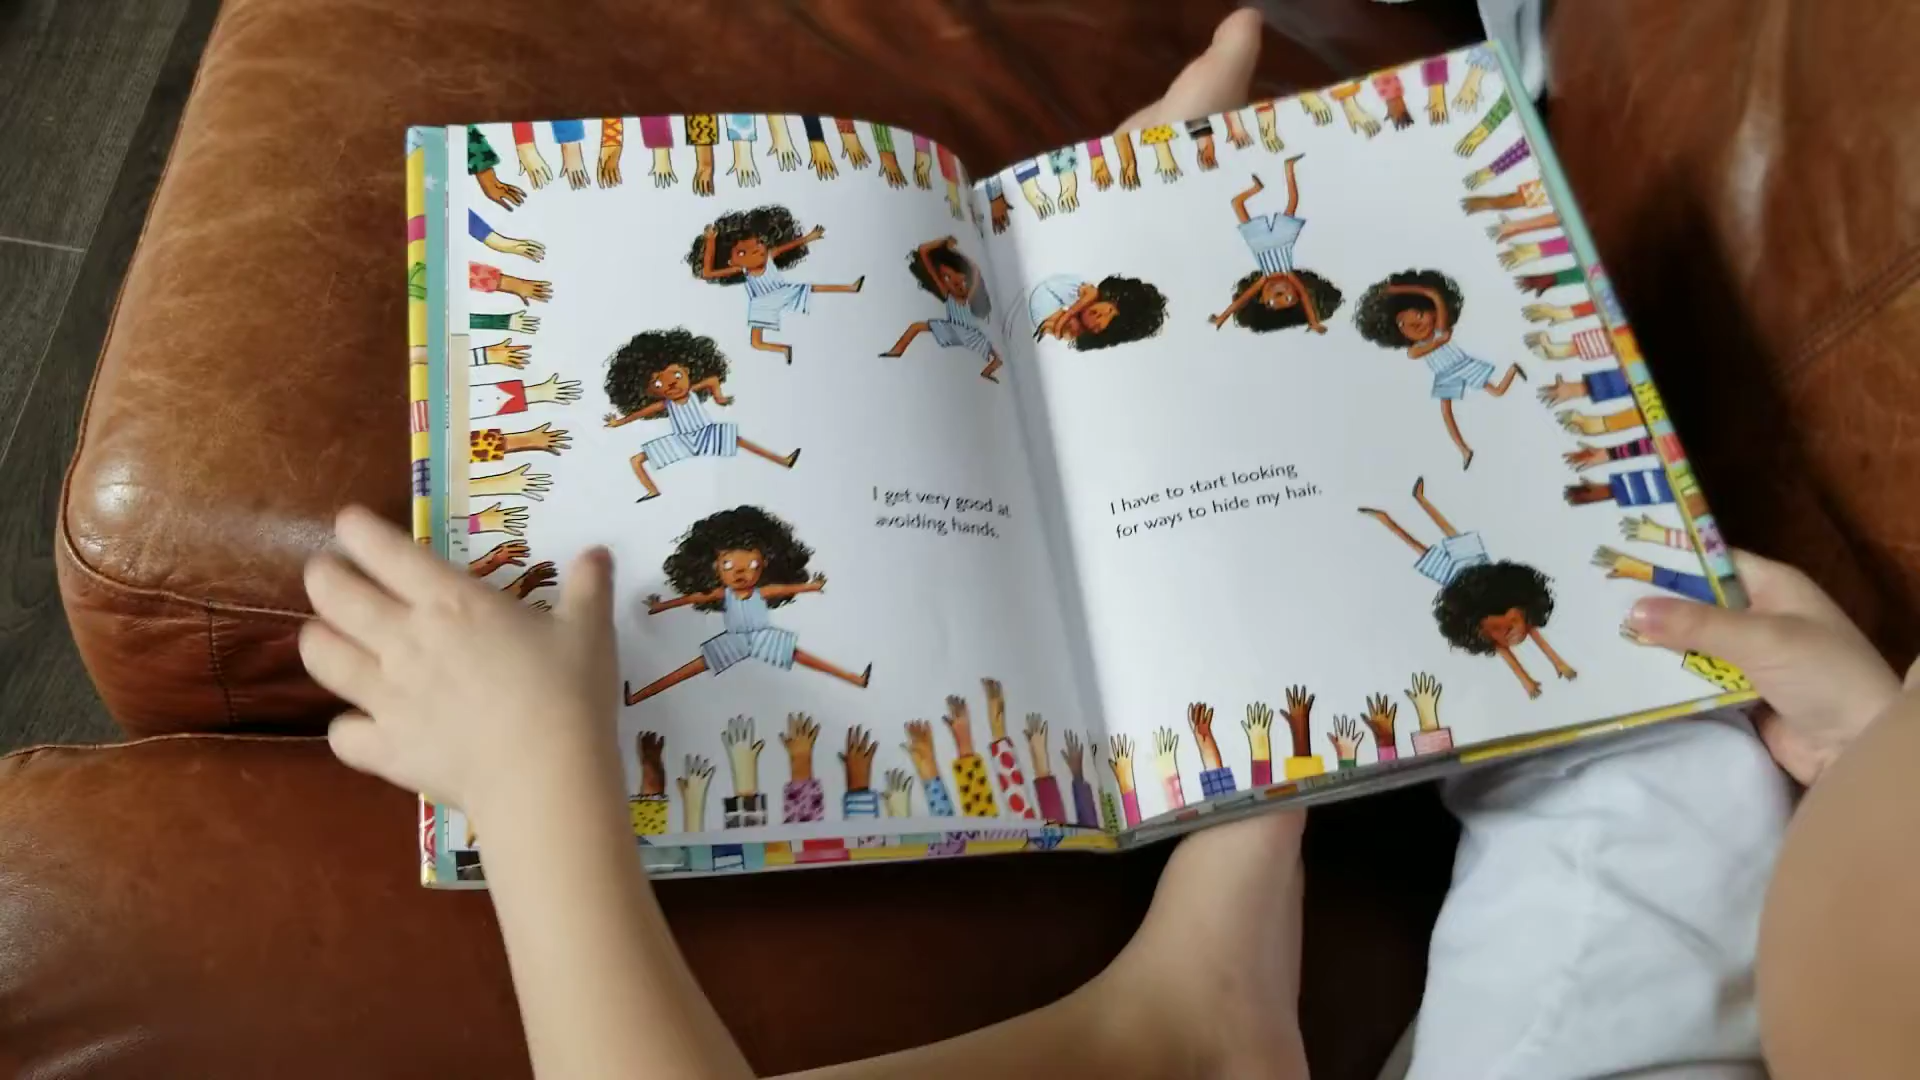 I get very good at
avoiding hands.
I have to start looking
for ways to hide my hair.